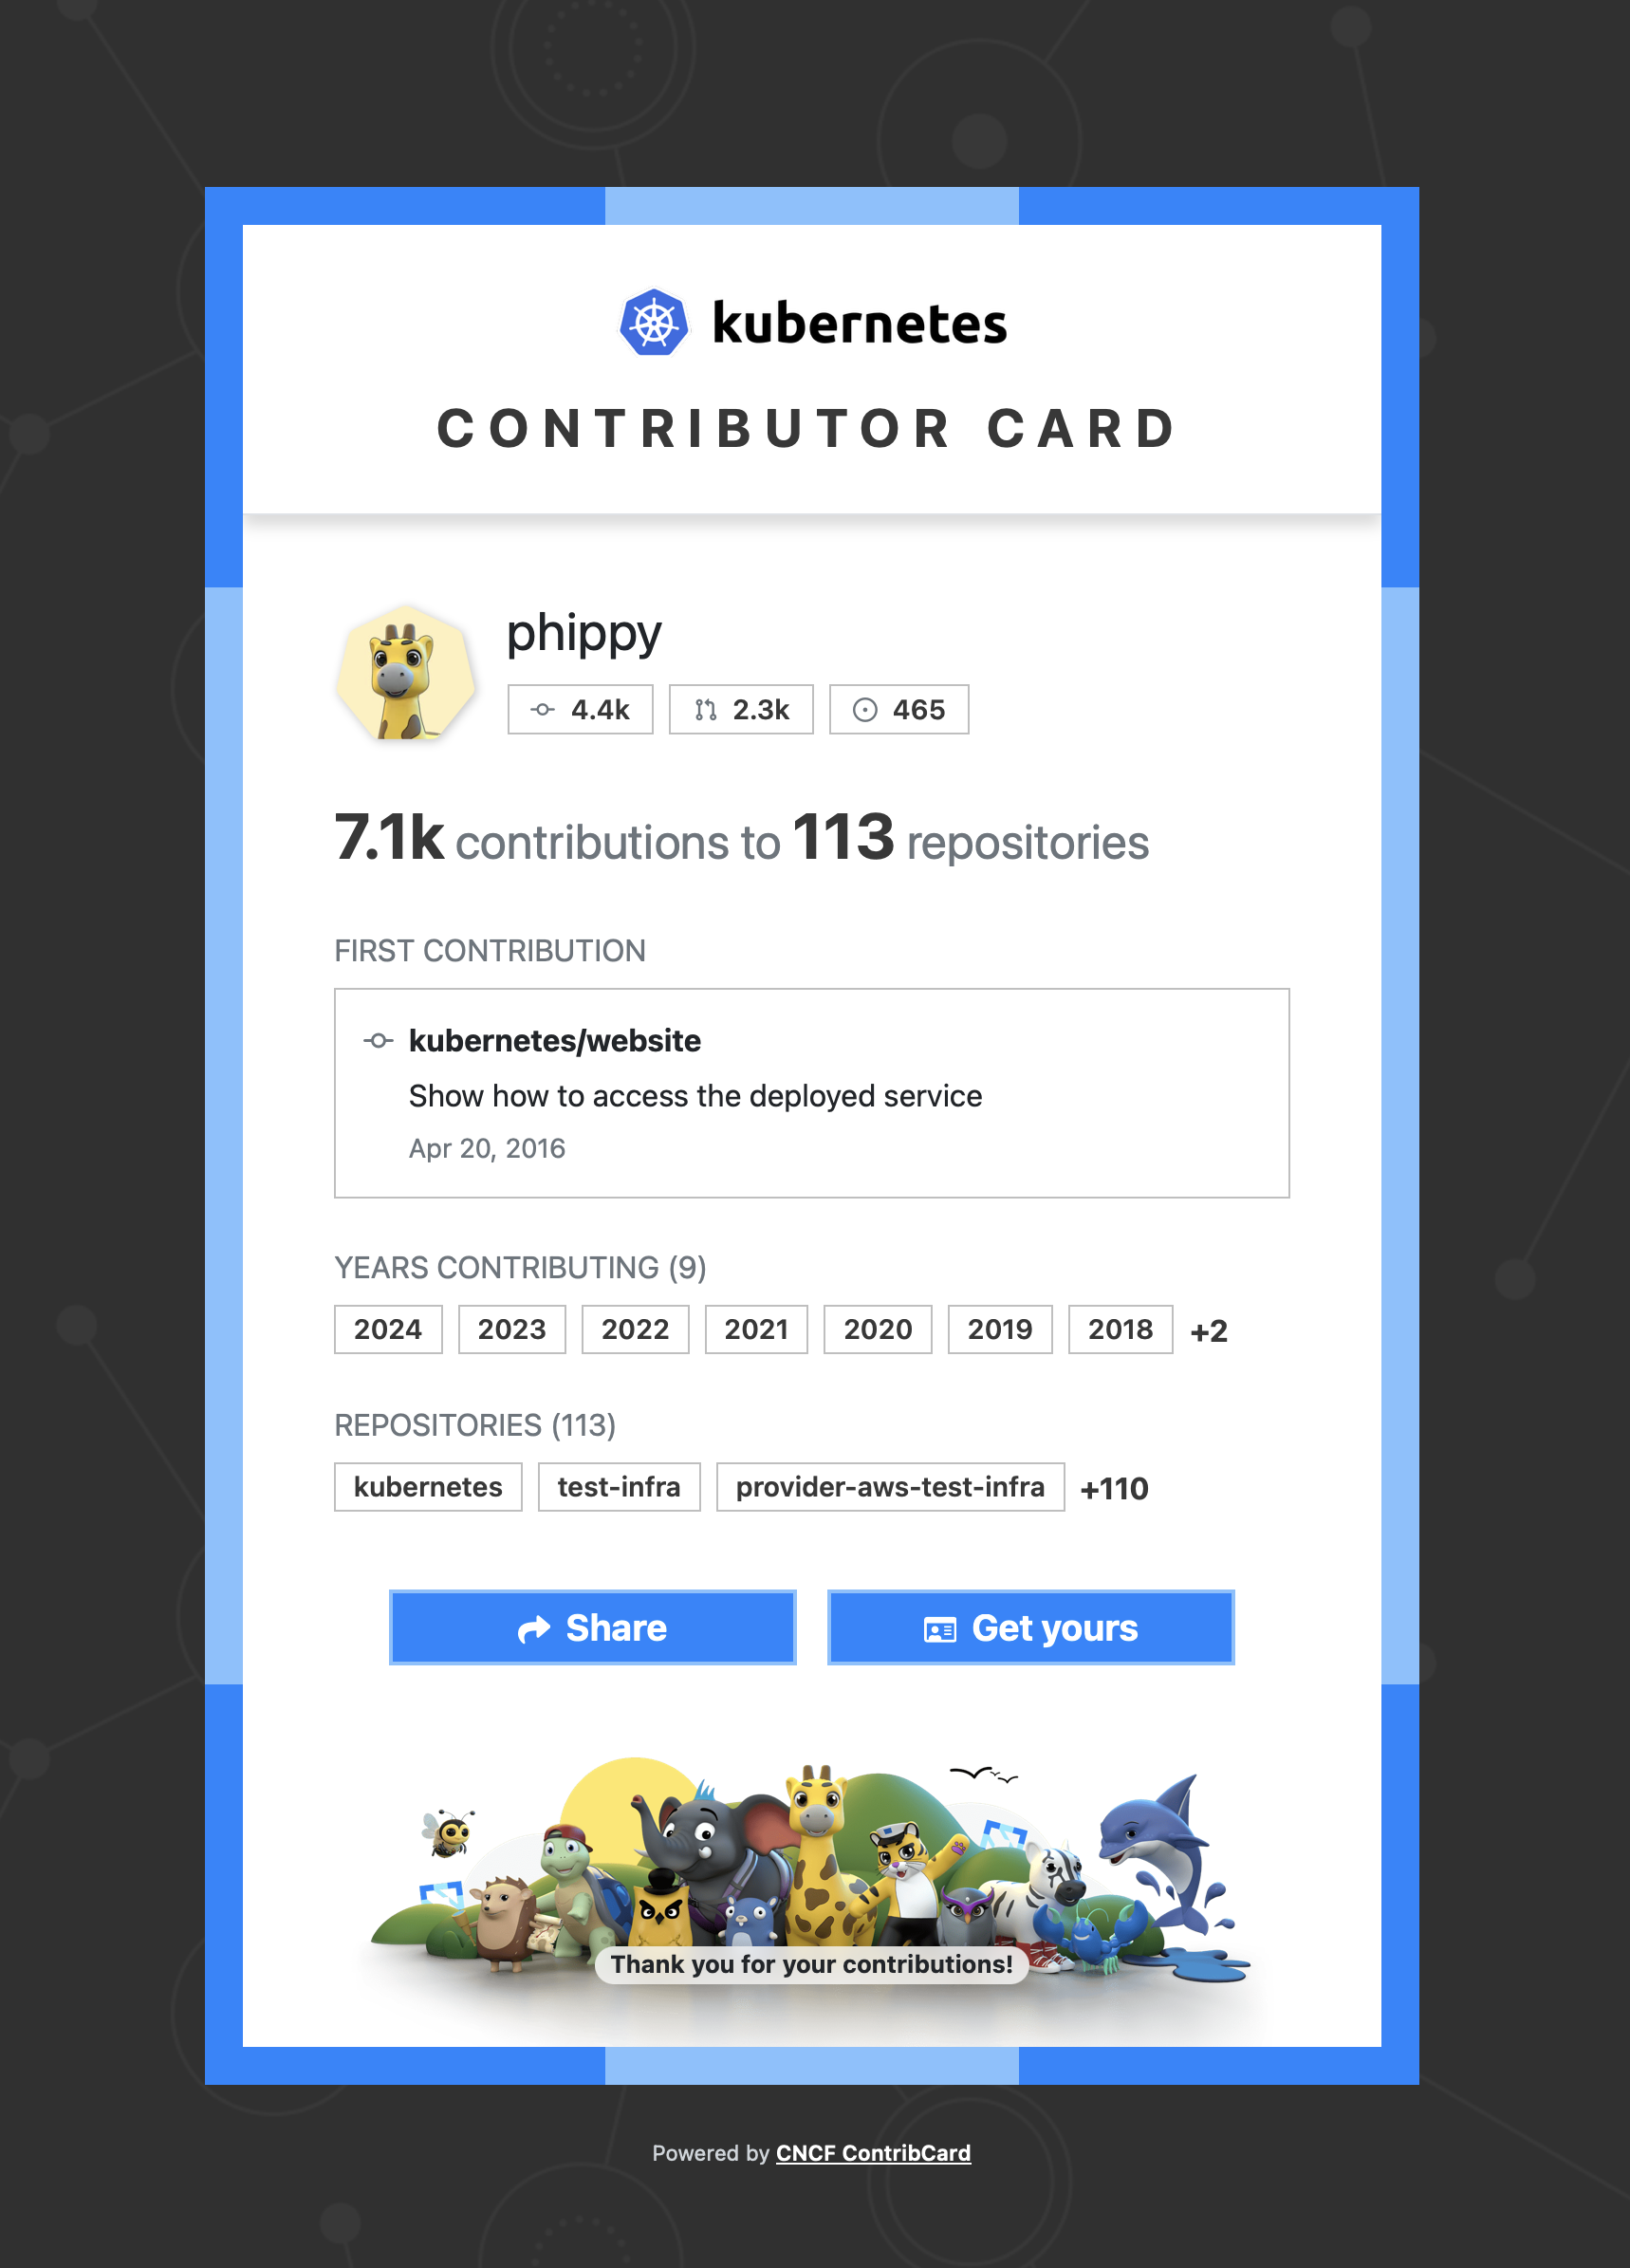 kubernetes
CONTRIBUTOR CARD
phippy
4.4k 2.3k 465
7.1k contributions to 113 repositories
FIRST CONTRIBUTION
kubernetes/website
Show how to access the deployed service
Apr 20, 2016
YEARS CONTRIBUTING (9)
2024 2023 2022 2021 2020 2019 2018 +2
REPOSITORIES (113)
kubernetes test-infra provider-aws-test-infra +110
Share Get yours
Thank you for your contributions!
Powered by CNCF ContribCard